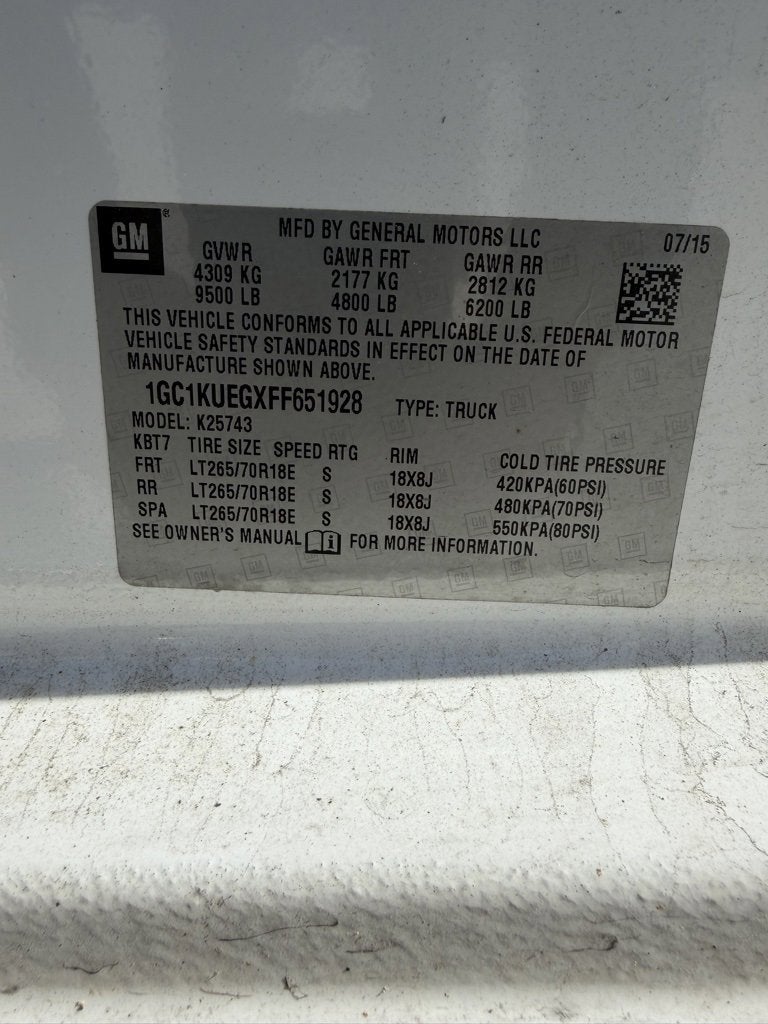 GM®
MFD BY GENERAL MOTORS LLC 07/15
GVWR GAWR FRT GAWR RR
4309 KG 2177 KG 2812 KG
9500 LB 4800 LB 6200 LB
THIS VEHICLE CONFORMS TO ALL APPLICABLE U.S. FEDERAL MOTOR
VEHICLE SAFETY STANDARDS IN EFFECT ON THE DATE OF
MANUFACTURE SHOWN ABOVE.
1GC1KUEGXFF651928 TYPE: TRUCK
MODEL: K25743
KBT7 TIRE SIZE SPEED RTG RIM COLD TIRE PRESSURE
FRT LT265/70R18E S 18X8J 420KPA(60PSI)
RR LT265/70R18E S 18X8J 480KPA(70PSI)
SPA LT265/70R18E S 18X8J 550KPA(80PSI)
SEE OWNER'S MANUAL i FOR MORE INFORMATION.